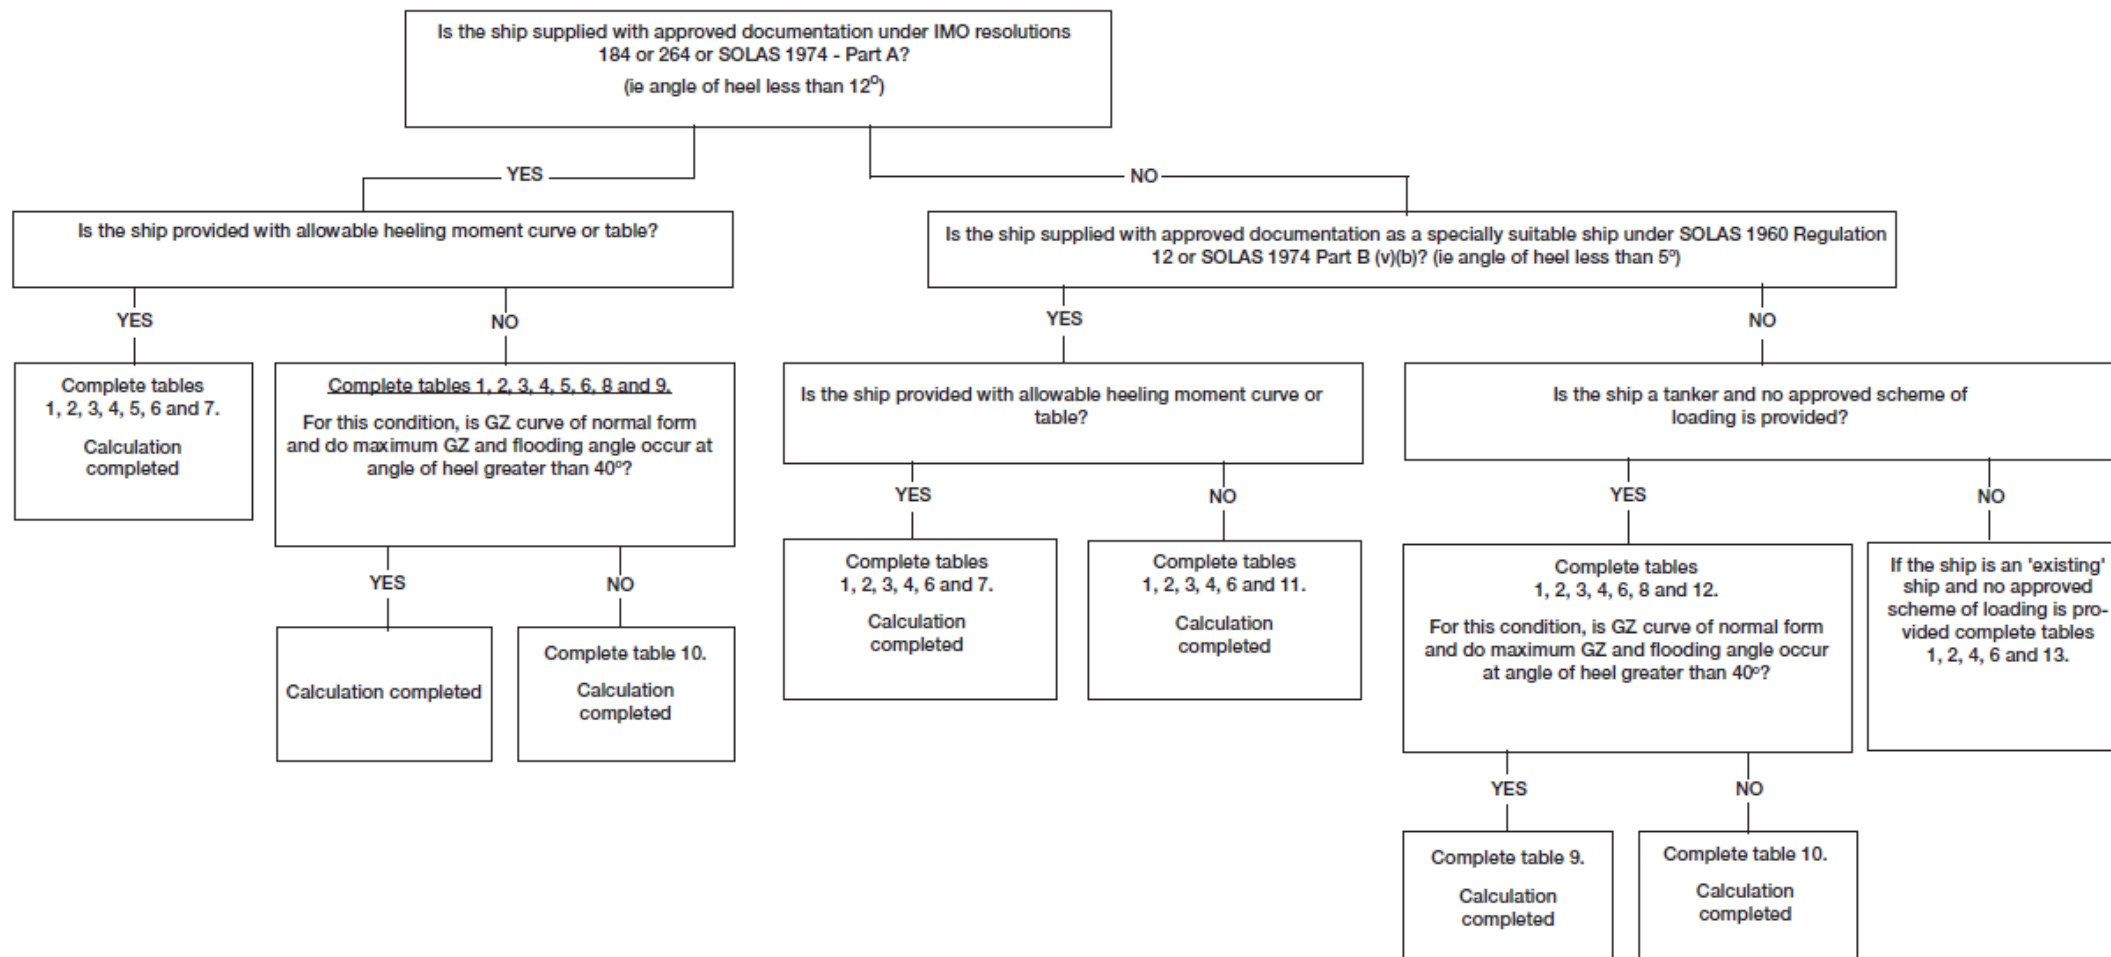 Is the ship supplied with approved documentation under IMO resolutions
184 or 264 or SOLAS 1974 - Part A?
(ie angle of heel less than 12º)
YES
NO
Is the ship provided with allowable heeling moment curve or table?
Is the ship supplied with approved documentation as a specially suitable ship under SOLAS 1960 Regulation
12 or SOLAS 1974 Part B (v)(b)? (ie angle of heel less than 5º)
YES
NO
YES
NO
Complete tables
1, 2, 3, 4, 5, 6 and 7.
Calculation
completed
Complete tables 1, 2, 3, 4, 5, 6, 8 and 9.
For this condition, is GZ curve of normal form
and do maximum GZ and flooding angle occur at
angle of heel greater than 40º?
Is the ship provided with allowable heeling moment curve or
table?
Is the ship a tanker and no approved scheme of
loading is provided?
YES
NO
YES
NO
YES
NO
Calculation completed
Complete table 10.
Calculation
completed
Complete tables
1, 2, 3, 4, 6 and 7.
Calculation
completed
Complete tables
1, 2, 3, 4, 6 and 11.
Calculation
completed
Complete tables
1, 2, 3, 4, 6, 8 and 12.
For this condition, is GZ curve of normal form
and do maximum GZ and flooding angle occur
at angle of heel greater than 40º?
If the ship is an 'existing'
ship and no approved
scheme of loading is pro-
vided complete tables
1, 2, 4, 6 and 13.
YES
NO
Complete table 9.
Calculation
completed
Complete table 10.
Calculation
completed